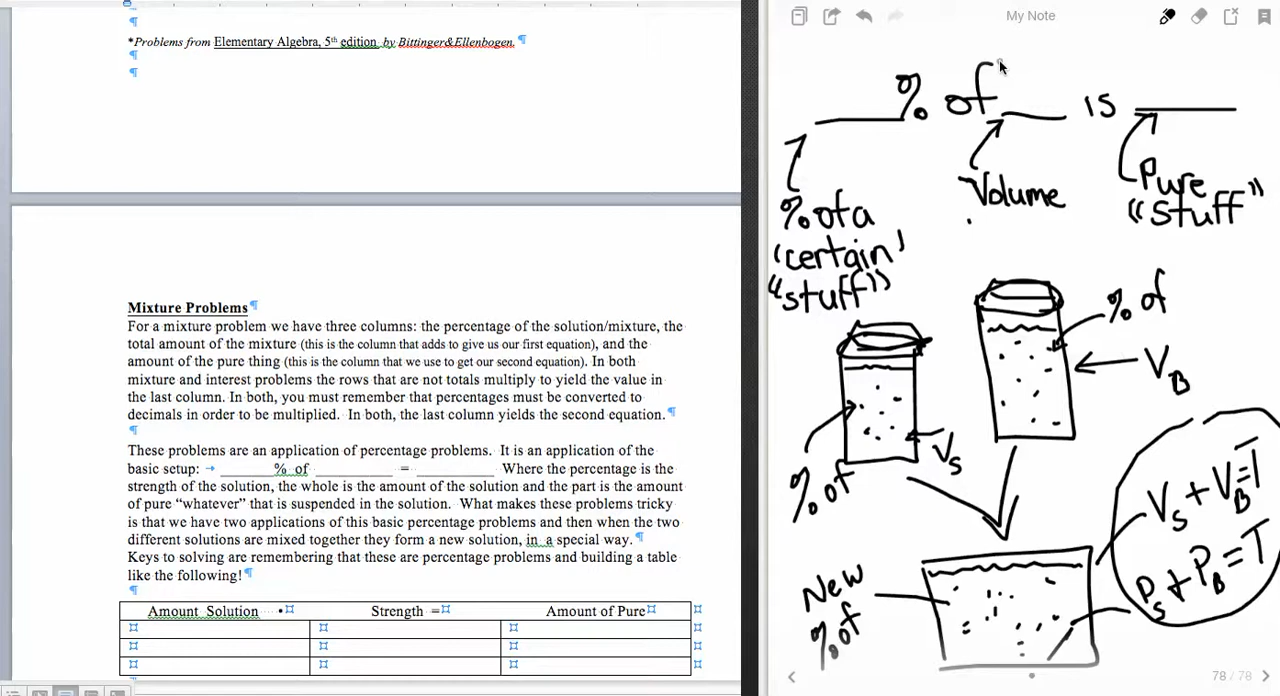 *Problems from Elementary Algebra, 5th edition by Bittinger&Ellenbogen.
Mixture Problems
For a mixture problem we have three columns: the percentage of the solution/mixture, the
total amount of the mixture (this is the column that adds to give us our first equation), and the
amount of the pure thing (this is the column that we use to get our second equation). In both
mixture and interest problems the rows that are not totals multiply to yield the value in
the last column. In both, you must remember that percentages must be converted to
decimals in order to be multiplied. In both, the last column yields the second equation.
These problems are an application of percentage problems. It is an application of the
basic setup: → ______% of ________ = ________ Where the percentage is the
strength of the solution, the whole is the amount of the solution and the part is the amount
of pure “whatever” that is suspended in the solution. What makes these problems tricky
is that we have two applications of this basic percentage problems and then when the two
different solutions are mixed together they form a new solution, in a special way.
Keys to solving are remembering that these are percentage problems and building a table
like the following!
Amount Solution • Strength = Amount of Pure
My Note
____% of ____ is ____
% of a
'certain'
"stuff"
Volume
Pure
"stuff"
% of
V_B
V_S
% of
V_S + V_B = T
P_S + P_B = T
New
% of
78 / 78